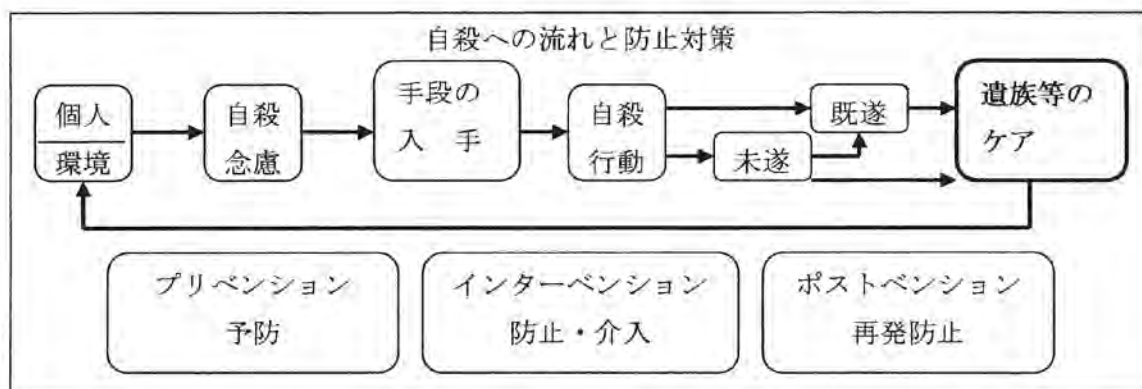 自殺への流れと防止対策
個人
環境
自殺
念慮
手段の
入 手
自殺
行動
既遂
未遂
遺族等の
ケア
プリベンション
予防
インターベンション
防止・介入
ポストベンション
再発防止